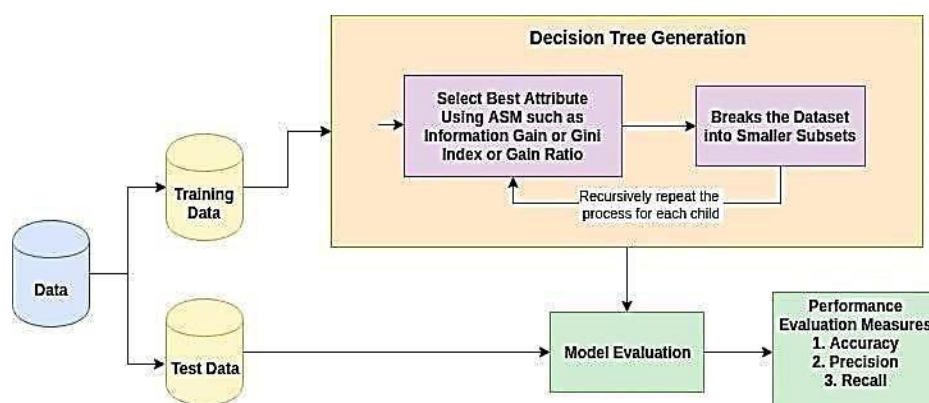 Decision Tree Generation
Select Best Attribute
Using ASM such as
Information Gain or Gini
Index or Gain Ratio
Breaks the Dataset
into Smaller Subsets
Recursively repeat the
process for each child
Training
Data
Data
Test Data
Model Evaluation
Performance
Evaluation Measures
1. Accuracy
2. Precision
3. Recall